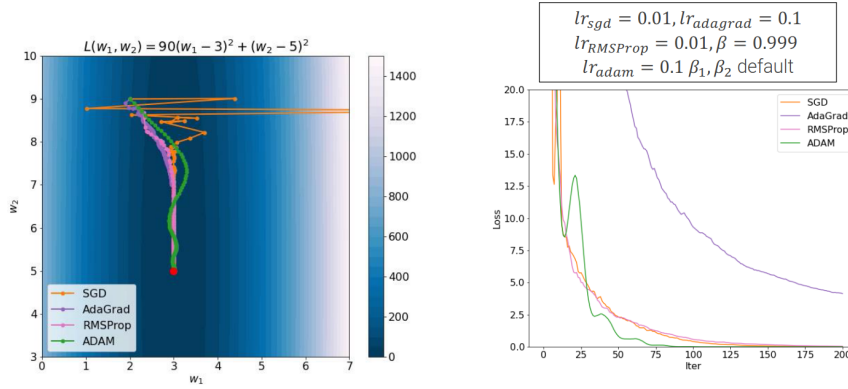 lr_sgd = 0.01, lr_adagrad = 0.1
lr_RMSProp = 0.01, β = 0.999
lr_adam = 0.1 β₁, β₂ default
L(w₁, w₂) = 90(w₁ − 3)² + (w₂ − 5)²
10
9
8
7
6
5
4
3
w₂
0
1
2
3
4
5
6
7
w₁
SGD
AdaGrad
RMSProp
ADAM
1400
1200
1000
800
600
400
200
0
20.0
17.5
15.0
12.5
10.0
7.5
5.0
2.5
0.0
Loss
0
25
50
75
100
125
150
175
200
Iter
SGD
AdaGrad
RMSProp
ADAM